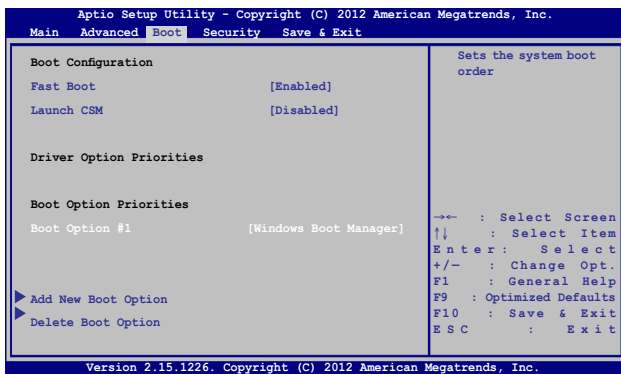 Aptio Setup Utility - Copyright (C) 2012 American Megatrends, Inc.
Main Advanced Boot Security Save & Exit
Boot Configuration
Fast Boot [Enabled]
Launch CSM [Disabled]
Driver Option Priorities
Boot Option Priorities
Boot Option #1 [Windows Boot Manager]
Add New Boot Option
Delete Boot Option
Sets the system boot
order
→← : Select Screen
↑↓ : Select Item
Enter: Select
+/— : Change Opt.
F1 : General Help
F9 : Optimized Defaults
F10 : Save & Exit
ESC : Exit
Version 2.15.1226. Copyright (C) 2012 American Megatrends, Inc.